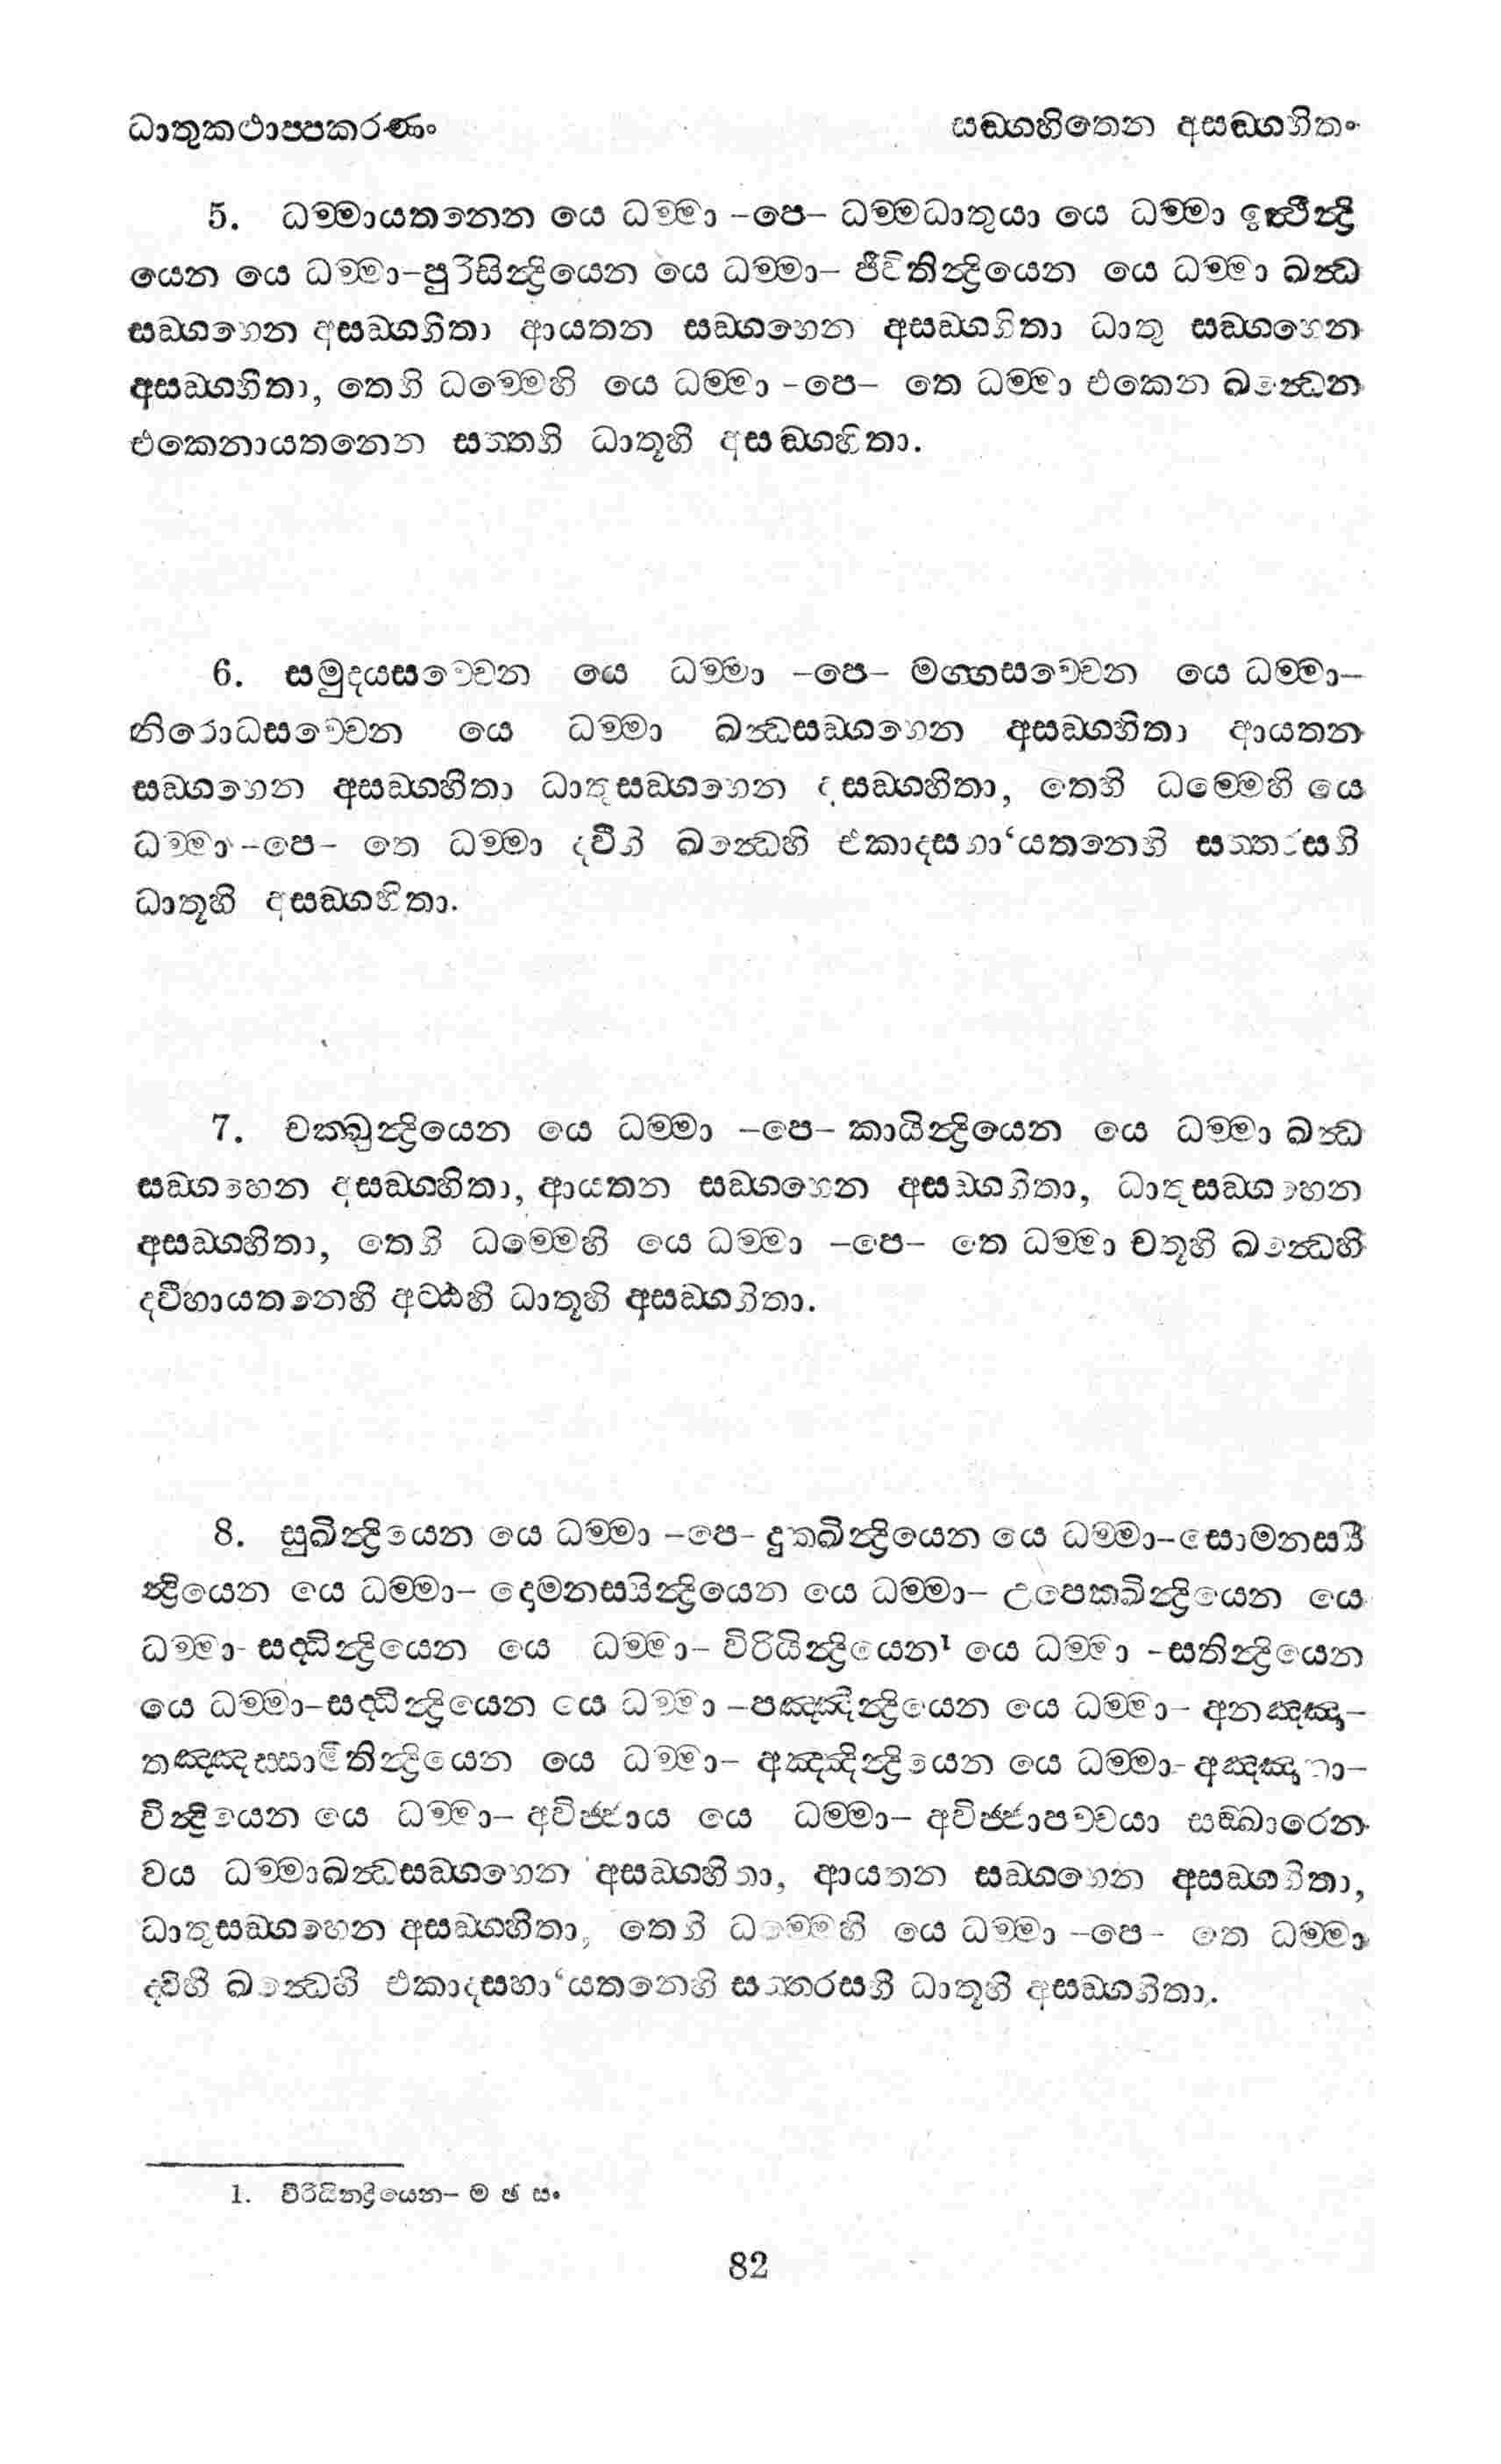 ධාතුකථාප්පකරණං
සඞ්ගහිතෙන අසඞ්ගහිතං
5. ධම්මායතනෙන යෙ ධම්මා -පෙ- ධම්මධාතුයා යෙ ධම්මා ඉත්ථින්ද්‍රි
යෙන යෙ ධම්මා-පුරිසින්ද්‍රියෙන යෙ ධම්මා- ජීවිතින්ද්‍රියෙන යෙ ධම්මා ඛන්ධ
සඞ්ගහෙන අසඞ්ගහිතා ආයතන සඞ්ගහෙන අසඞ්ගහිතා ධාතු සඞ්ගහෙන
අසඞ්ගහිතා, තෙහි ධම්මෙහි යෙ ධම්මා -පෙ- තෙ ධම්මා එකෙන ඛන්ධෙන
එකෙනායතනෙන සත්තහි ධාතූහි අසඞ්ගහිතා.
6. සමුදයසච්චෙන යෙ ධම්මා -පෙ- මග්ගසච්චෙන යෙ ධම්මා-
නිරොධසච්චෙන යෙ ධම්මා ඛන්ධසඞ්ගහෙන අසඞ්ගහිතා ආයතන
සඞ්ගහෙන අසඞ්ගහිතා ධාතුසඞ්ගහෙන අසඞ්ගහිතා, තෙහි ධම්මෙහි යෙ
ධම්මා -පෙ- තෙ ධම්මා ද්වීහි ඛන්ධෙහි එකාදසහා‘යතනෙහි සත්තරසහි
ධාතූහි අසඞ්ගහිතා.
7. චක්ඛුන්ද්‍රියෙන යෙ ධම්මා -පෙ- කායින්ද්‍රියෙන යෙ ධම්මා ඛන්ධ
සඞ්ගහෙන අසඞ්ගහිතා, ආයතන සඞ්ගහෙන අසඞ්ගහිතා, ධාතුසඞ්ගහෙන
අසඞ්ගහිතා, තෙහි ධම්මෙහි යෙ ධම්මා -පෙ- තෙ ධම්මා චතූහි ඛන්ධෙහි
ද්වීහායතනෙහි අට්ඨහි ධාතූහි අසඞ්ගහිතා.
8. සුඛින්ද්‍රියෙන යෙ ධම්මා -පෙ- දුක්ඛින්ද්‍රියෙන යෙ ධම්මා-සොමනස්සි
න්ද්‍රියෙන යෙ ධම්මා- දොමනස්සින්ද්‍රියෙන යෙ ධම්මා- උපෙක්ඛින්ද්‍රියෙන යෙ
ධම්මා- සද්ධින්ද්‍රියෙන යෙ ධම්මා- විරියින්ද්‍රියෙන¹ යෙ ධම්මා -සතින්ද්‍රියෙන
යෙ ධම්මා-සද්ධින්ද්‍රියෙන යෙ ධම්මා -පඤ්ඤින්ද්‍රියෙන යෙ ධම්මා- අනඤ්ඤා-
තඤ්ඤස්සාමීතින්ද්‍රියෙන යෙ ධම්මා- අඤ්ඤින්ද්‍රියෙන යෙ ධම්මා- අඤ්ඤාතා-
වින්ද්‍රියෙන යෙ ධම්මා- අවිජ්ජාය යෙ ධම්මා- අවිජ්ජාපච්චයා සඞ්ඛාරෙන
වය ධම්මාඛන්ධසඞ්ගහෙන අසඞ්ගහිතා, ආයතන සඞ්ගහෙන අසඞ්ගහිතා,
ධාතුසඞ්ගහෙන අසඞ්ගහිතා, තෙහි ධම්මෙහි යෙ ධම්මා -පෙ- තෙ ධම්මා
ද්විහි ඛන්ධෙහි එකාදසහා‘යතනෙහි සත්තරසහි ධාතූහි අසඞ්ගහිතා.
1. වීරියිනද්‍රියෙන- ම ඡ සං
82